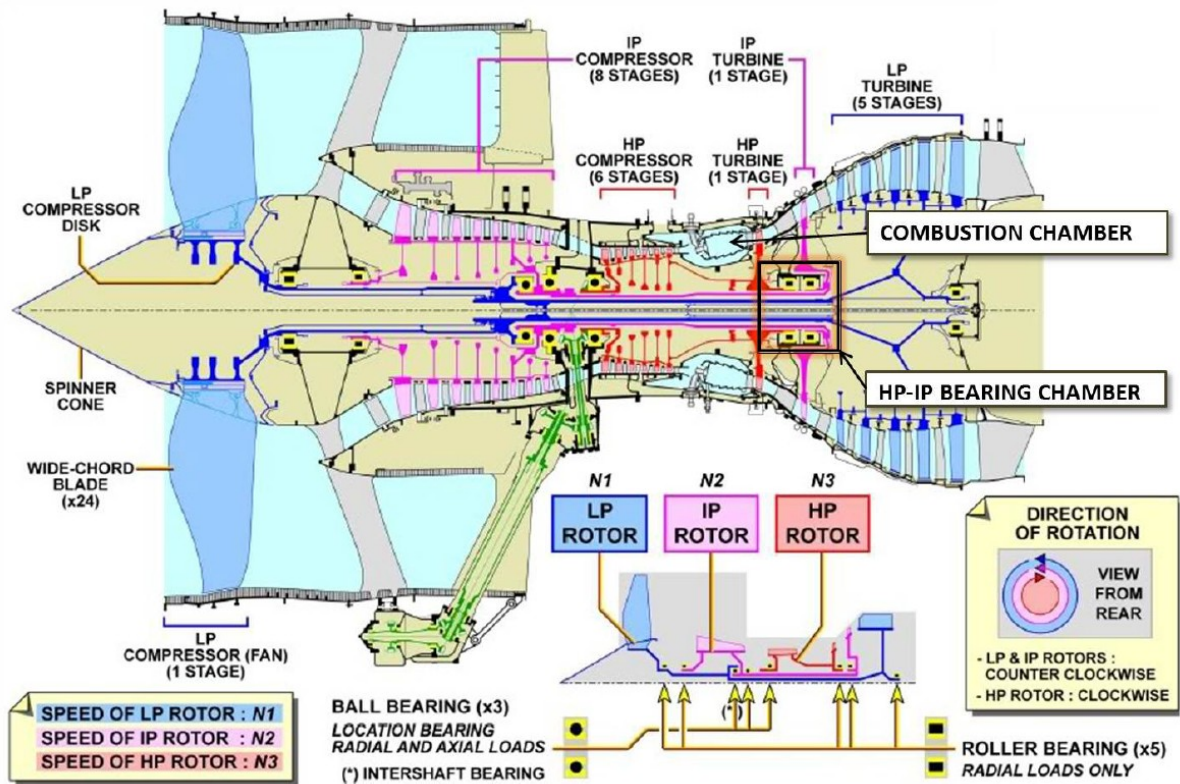 IP
COMPRESSOR
(8 STAGES)
IP
TURBINE
(1 STAGE)
LP
TURBINE
(5 STAGES)
HP
COMPRESSOR
(6 STAGES)
HP
TURBINE
(1 STAGE)
LP
COMPRESSOR
DISK
COMBUSTION CHAMBER
SPINNER
CONE
HP-IP BEARING CHAMBER
WIDE-CHORD
BLADE
(x24)
N1
N2
N3
LP
ROTOR
IP
ROTOR
HP
ROTOR
DIRECTION
OF ROTATION
VIEW
FROM
REAR
- LP & IP ROTORS :
COUNTER CLOCKWISE
- HP ROTOR : CLOCKWISE
LP
COMPRESSOR (FAN)
(1 STAGE)
SPEED OF LP ROTOR : N1
SPEED OF IP ROTOR : N2
SPEED OF HP ROTOR : N3
BALL BEARING (x3)
LOCATION BEARING
RADIAL AND AXIAL LOADS
(*) INTERSHAFT BEARING
(*)
ROLLER BEARING (x5)
RADIAL LOADS ONLY